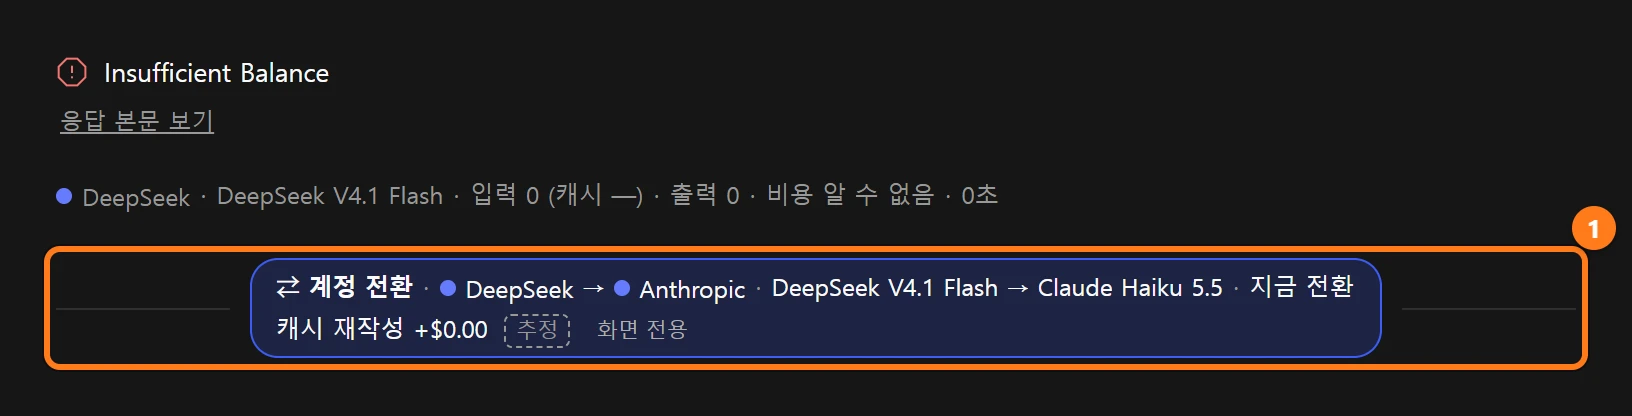 Insufficient Balance
응답 본문 보기
DeepSeek · DeepSeek V4.1 Flash · 입력 0 (캐시 —) · 출력 0 · 비용 알 수 없음 · 0초
1
⇄ 계정 전환 · DeepSeek → Anthropic · DeepSeek V4.1 Flash → Claude Haiku 5.5 · 지금 전환
캐시 재작성 +$0.00 추정 화면 전용